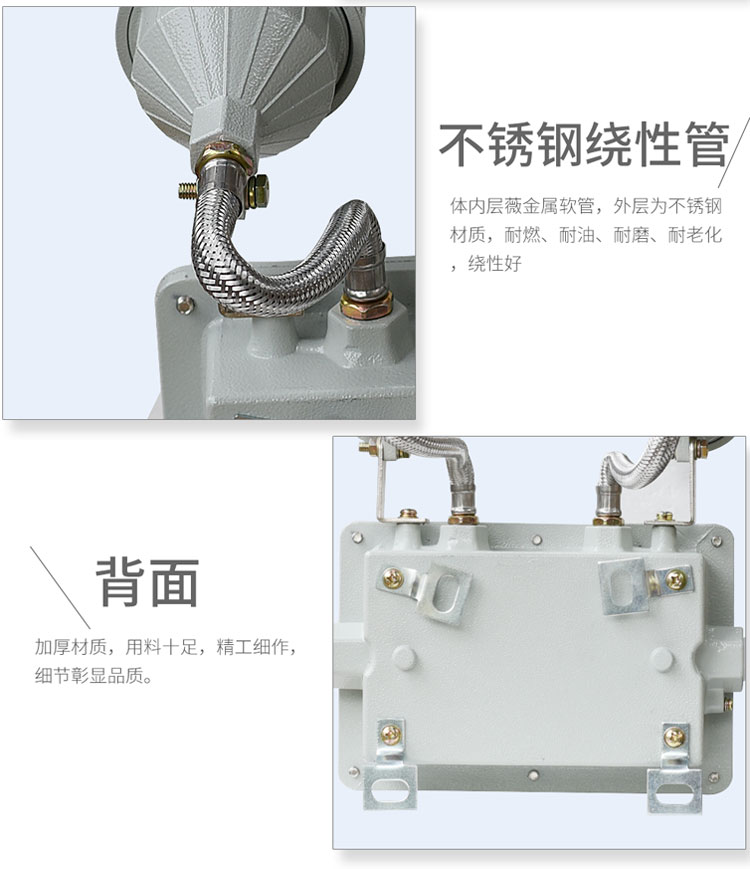 不锈钢绕性管
体内层薇金属软管，外层为不锈钢
材质，耐燃、耐油、耐磨、耐老化
，绕性好
背面
加厚材质，用料十足，精工细作，
细节彰显品质。